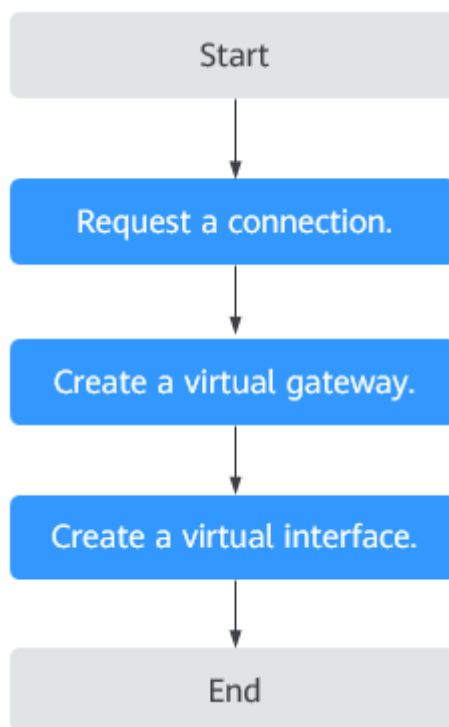 Start
Request a connection.
Create a virtual gateway.
Create a virtual interface.
End